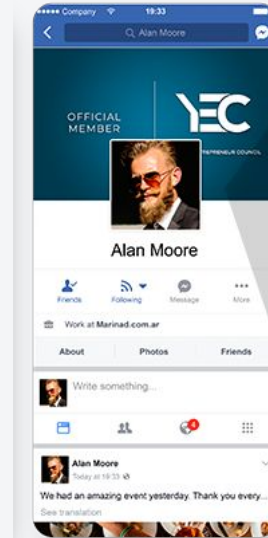 Company 19:33
Alan Moore
OFFICIAL
MEMBER
YEC
Alan Moore
Friends Following Message More
Work at Marinad.com.ar
About Photos Friends
Write something...
4
Alan Moore
Today at 19:33
We had an amazing event yesterday. Thank you every...
See translation